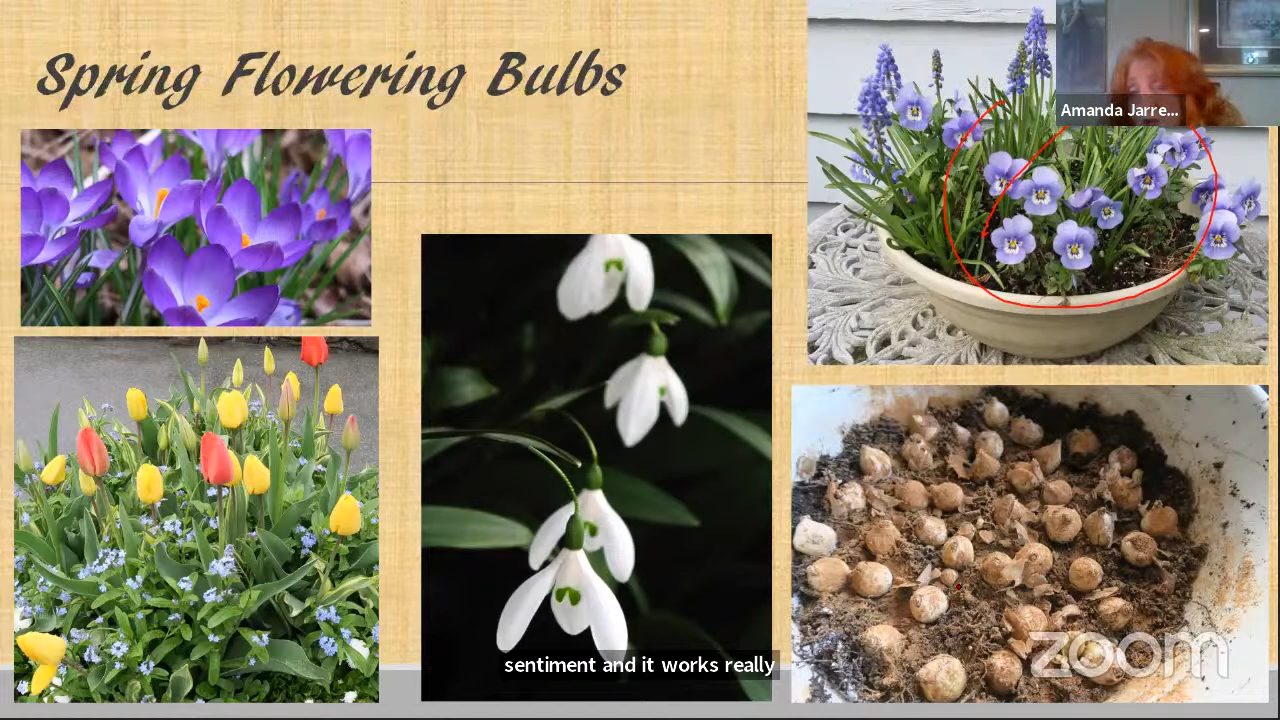 Spring Flowering Bulbs
Amanda Jarre...
sentiment and it works really
zoom